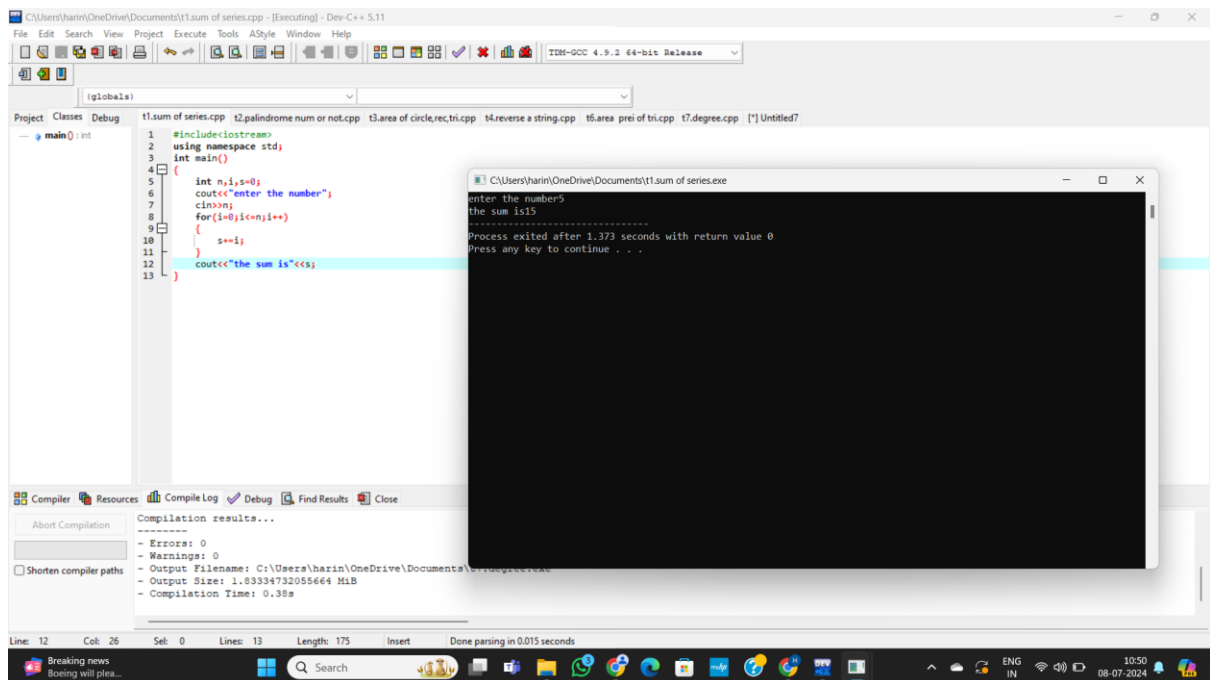 C:\Users\harin\OneDrive\Documents\t1.sum of series.cpp - [Executing] - Dev-C++ 5.11
File Edit Search View Project Execute Tools AStyle Window Help
TDM-GCC 4.9.2 64-bit Release
(globals)
Project Classes Debug
t1.sum of series.cpp t2.palindrome num or not.cpp t3.area of circle,rec,tri.cpp t4.reverse a string.cpp t6.area prei of tri.cpp t7.degree.cpp [*] Untitled7
main () : int
1 #include<iostream>
2 using namespace std;
3 int main()
4 {
5 int n,i,s=0;
6 cout<<"enter the number";
7 cin>>n;
8 for(i=0;i<=n;i++)
9 {
10 s+=i;
11 }
12 cout<<"the sum is"<<s;
13 }
C:\Users\harin\OneDrive\Documents\t1.sum of series.exe
enter the number5
the sum is15
--------------------------------
Process exited after 1.373 seconds with return value 0
Press any key to continue . . .
Compiler Resources Compile Log Debug Find Results Close
Abort Compilation
Shorten compiler paths
Compilation results...
--------
- Errors: 0
- Warnings: 0
- Output Filename: C:\Users\harin\OneDrive\Documents\t7.degree.exe
- Output Size: 1.83334732055664 MiB
- Compilation Time: 0.38s
Line: 12 Col: 26 Sel: 0 Lines: 13 Length: 175 Insert Done parsing in 0.015 seconds
Breaking news
Boeing will plea...
Search
DEV
ENG
IN
10:50
08-07-2024